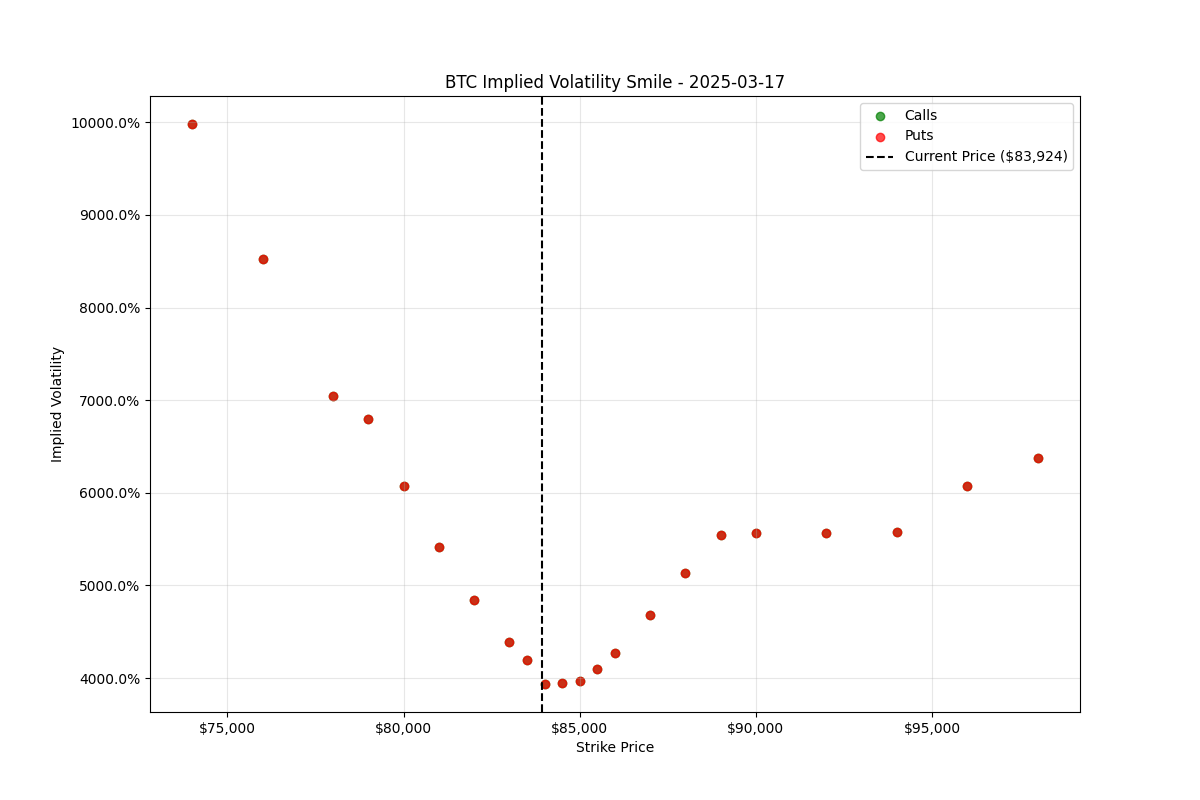 BTC Implied Volatility Smile - 2025-03-17
Calls
Puts
Current Price ($83,924)
10000.0%
9000.0%
8000.0%
7000.0%
6000.0%
5000.0%
4000.0%
Implied Volatility
$75,000
$80,000
$85,000
$90,000
$95,000
Strike Price